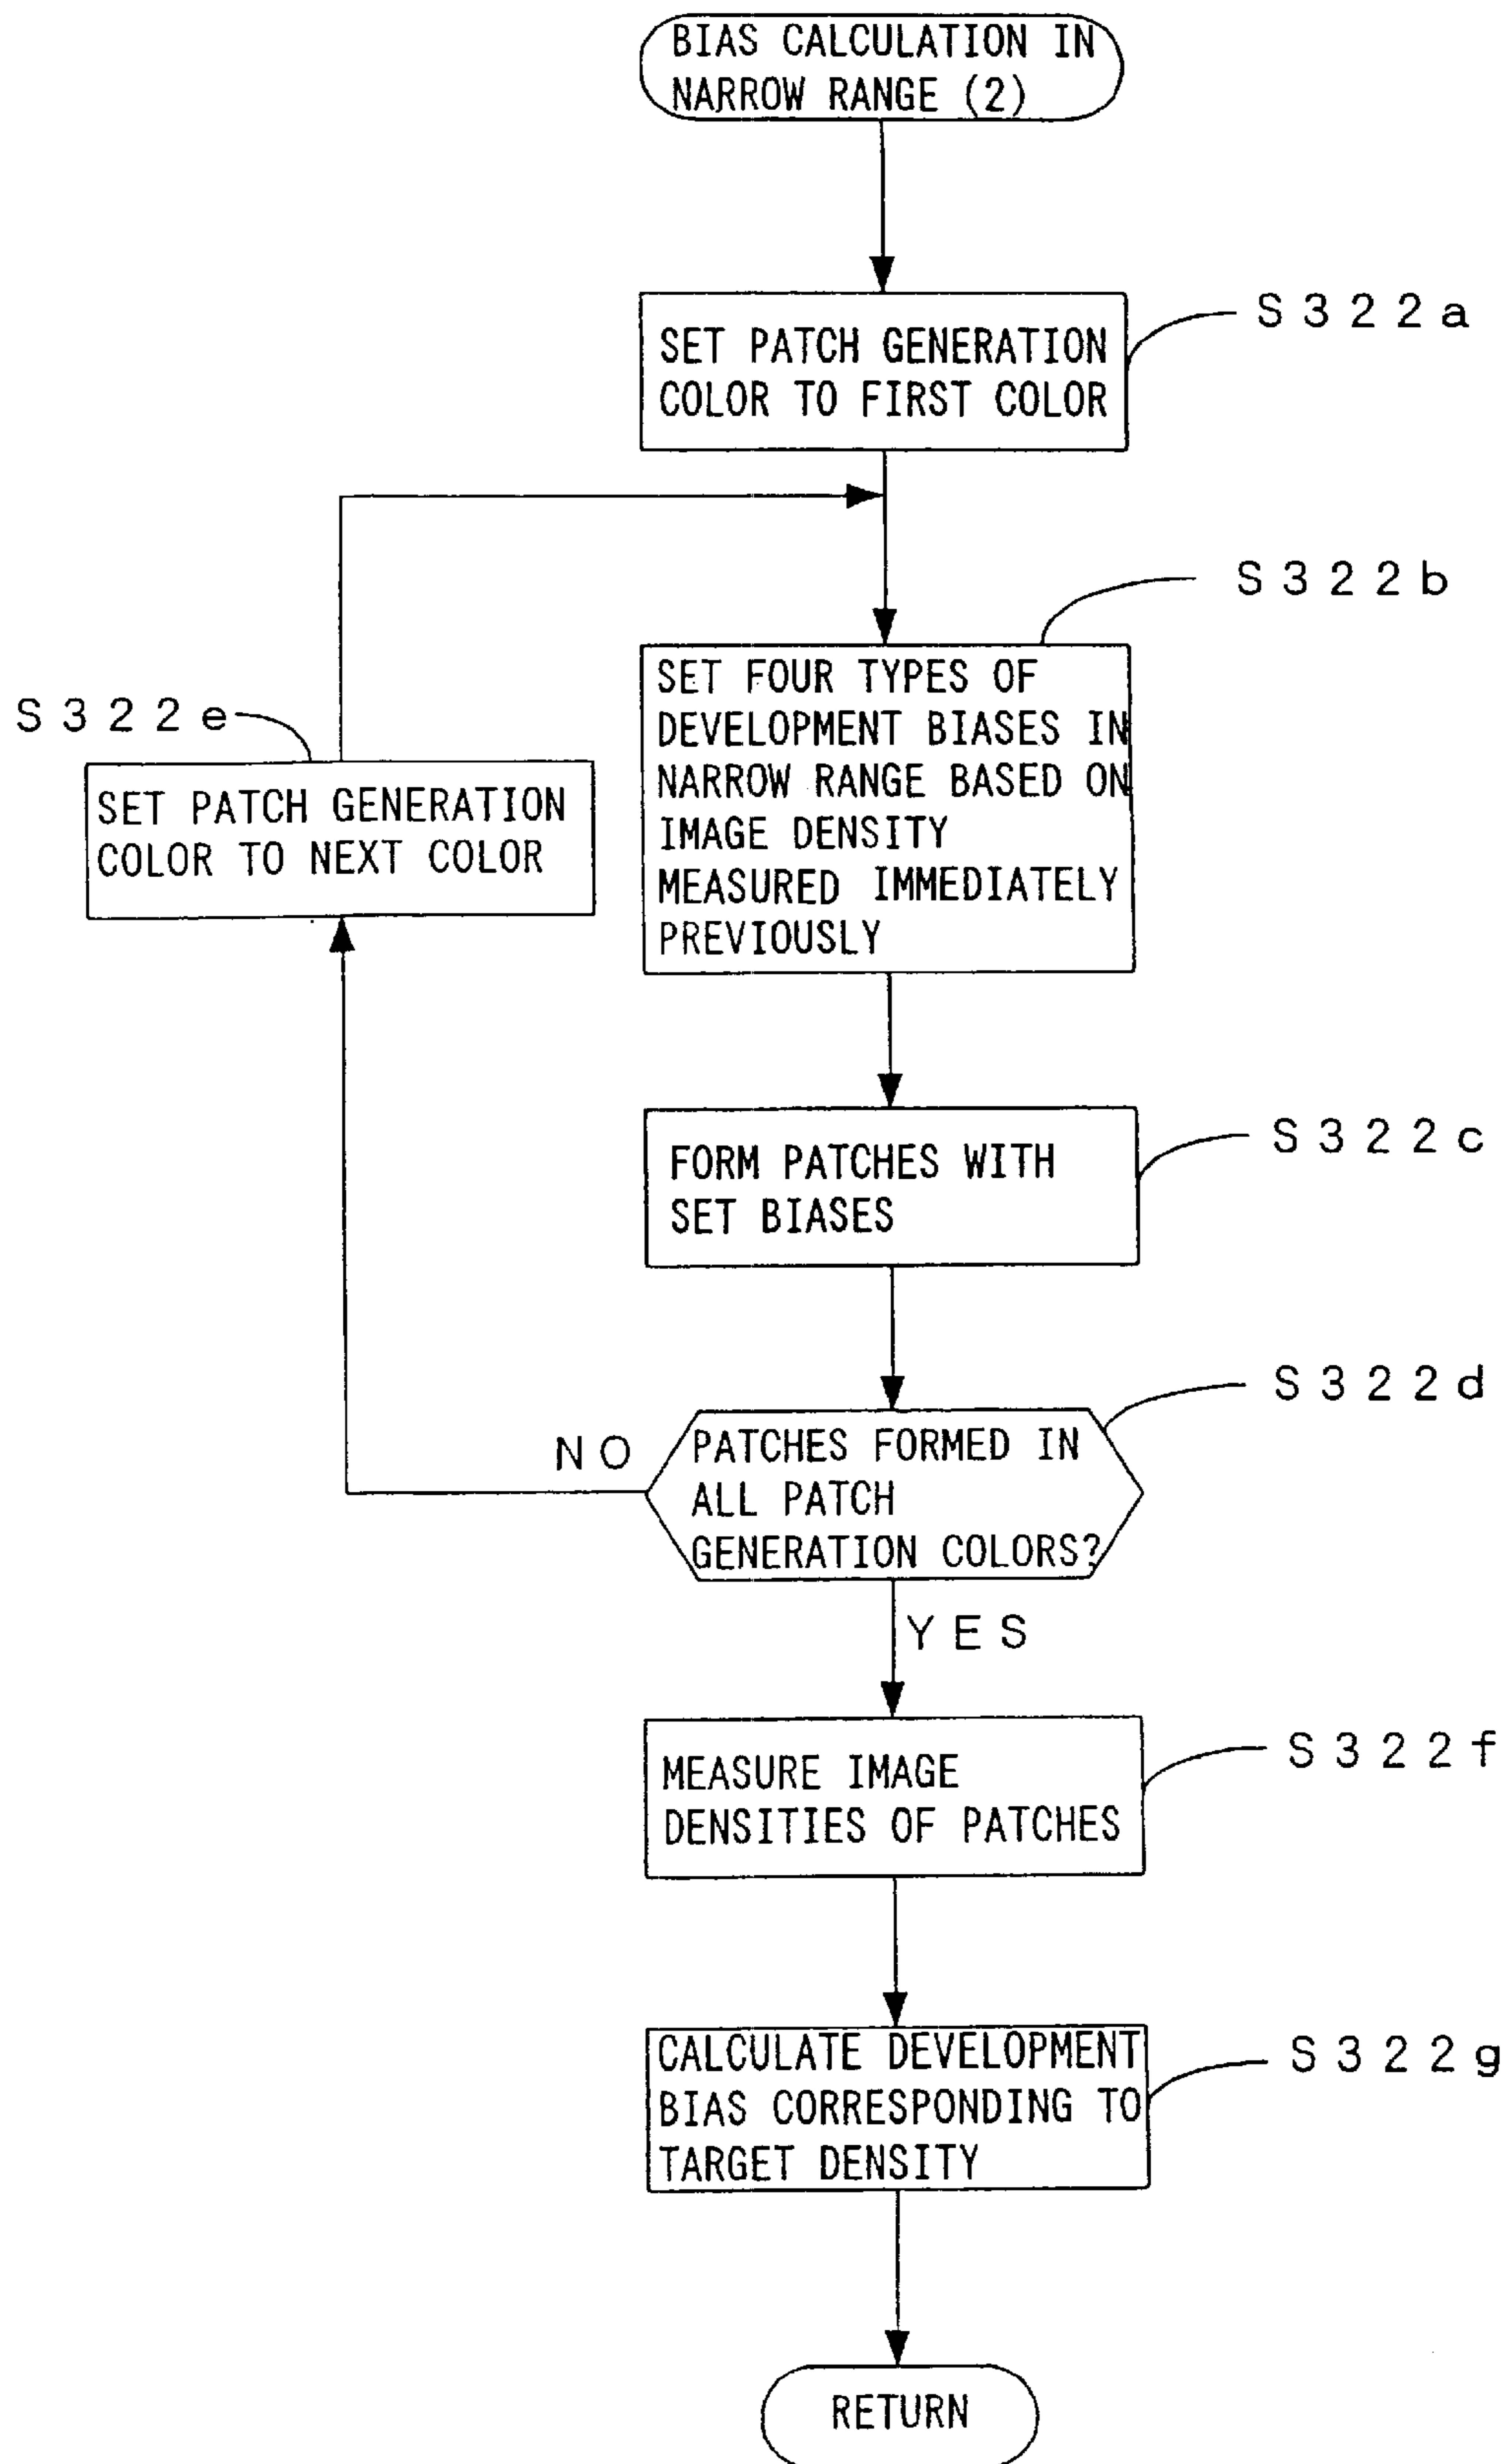 BIAS CALCULATION IN
NARROW RANGE (2)
S322a
SET PATCH GENERATION
COLOR TO FIRST COLOR
S322b
SET FOUR TYPES OF
DEVELOPMENT BIASES IN
NARROW RANGE BASED ON
IMAGE DENSITY
MEASURED IMMEDIATELY
PREVIOUSLY
S322e
SET PATCH GENERATION
COLOR TO NEXT COLOR
S322c
FORM PATCHES WITH
SET BIASES
S322d
NO
PATCHES FORMED IN
ALL PATCH
GENERATION COLORS?
YES
S322f
MEASURE IMAGE
DENSITIES OF PATCHES
S322g
CALCULATE DEVELOPMENT
BIAS CORRESPONDING TO
TARGET DENSITY
RETURN